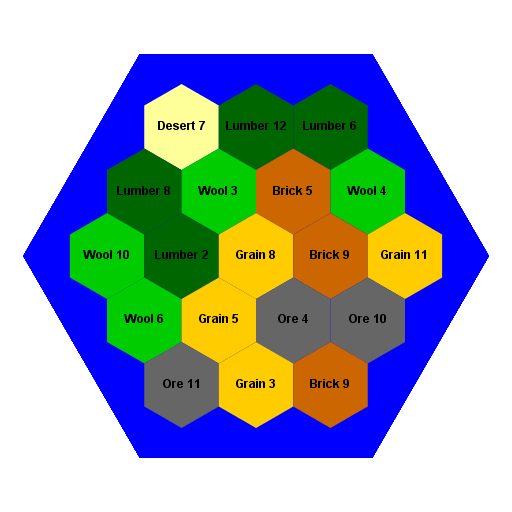 Desert 7 Lumber 12 Lumber 6
Lumber 8 Wool 3 Brick 5 Wool 4
Wool 10 Lumber 2 Grain 8 Brick 9 Grain 11
Wool 6 Grain 5 Ore 4 Ore 10
Ore 11 Grain 3 Brick 9